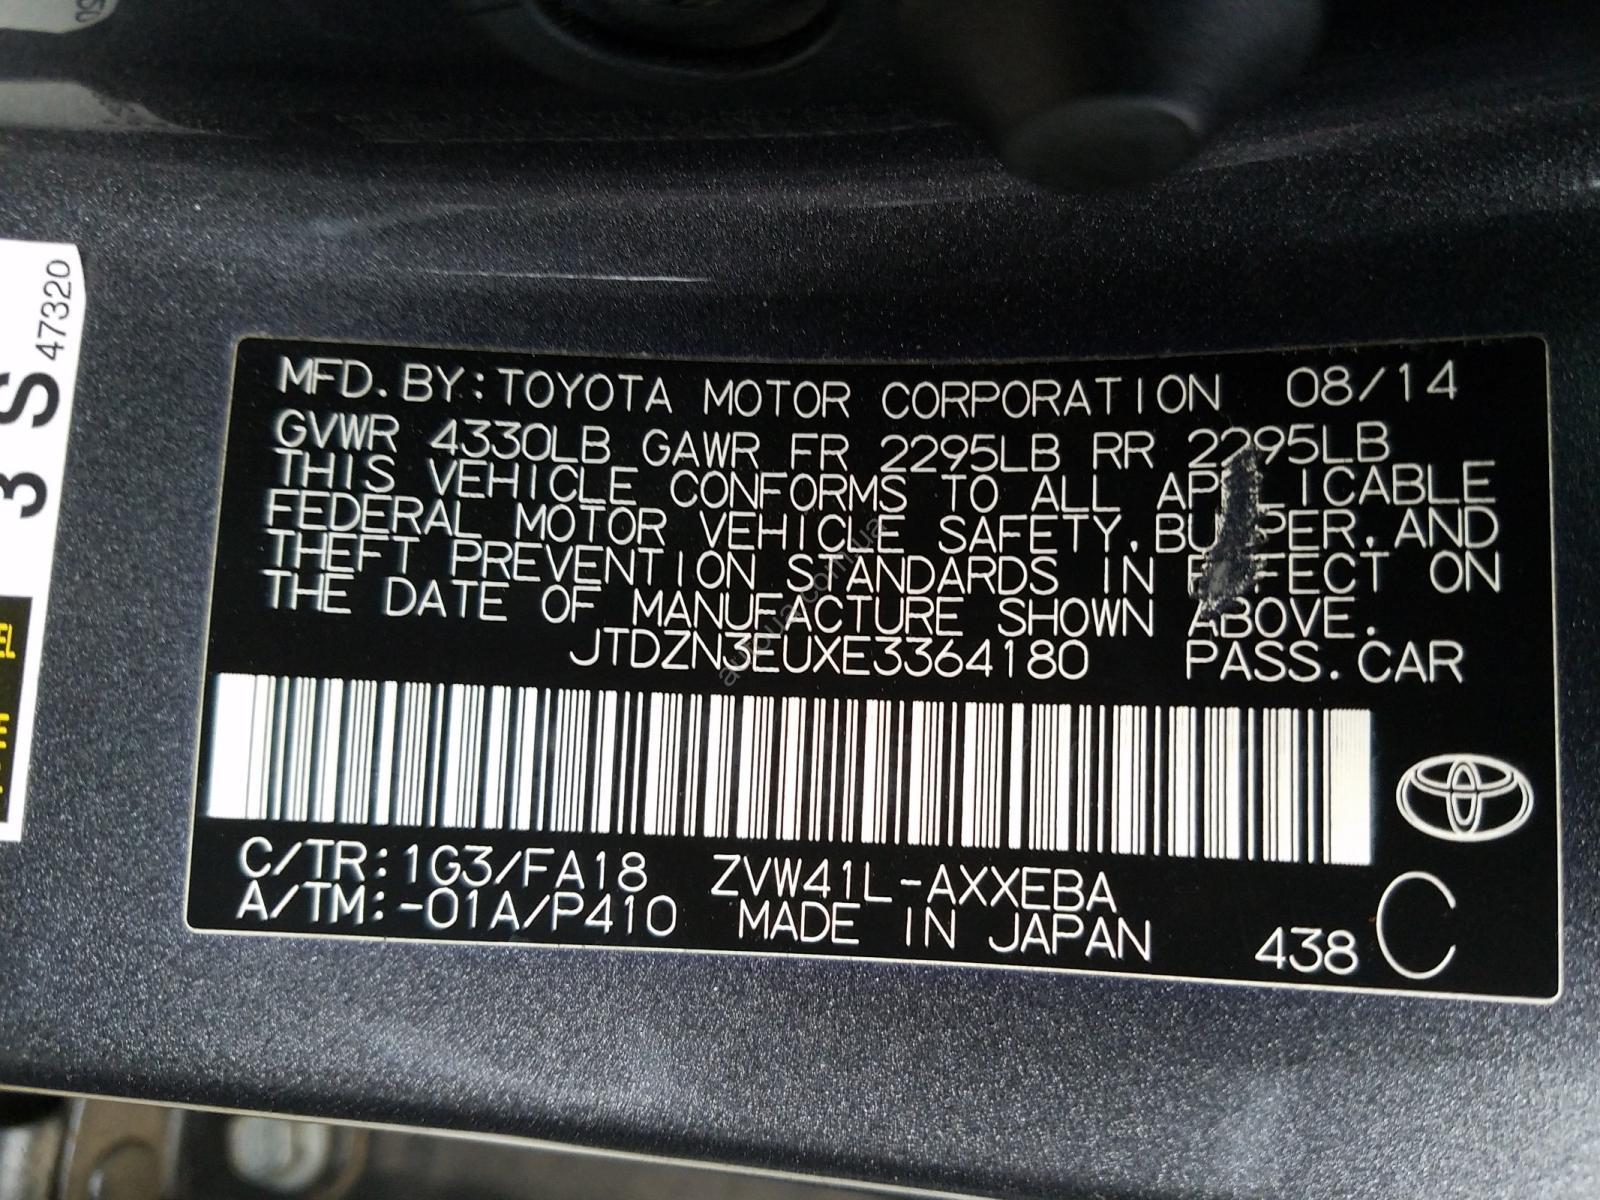 3 S 47320
MFD. BY: TOYOTA MOTOR CORPORATION 08/14
GVWR 4330LB GAWR FR 2295LB RR 2295LB
THIS VEHICLE CONFORMS TO ALL APPLICABLE
FEDERAL MOTOR VEHICLE SAFETY, BUMPER, AND
THEFT PREVENTION STANDARDS IN EFFECT ON
THE DATE OF MANUFACTURE SHOWN ABOVE.
JTDZN3EUXE3364180 PASS. CAR
C/TR: 1G3/FA18 ZVW41L-AXXEBA
A/TM: -01A/P410 MADE IN JAPAN 438 C